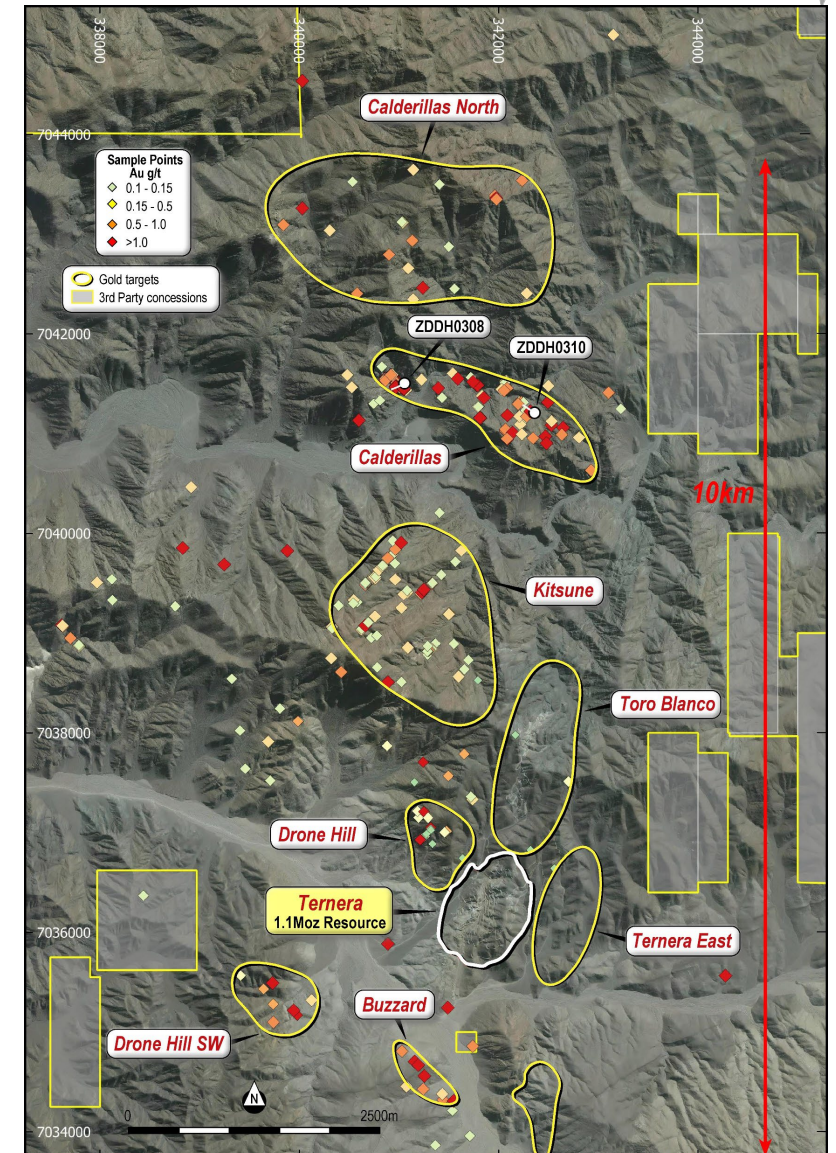 338000
340000
342000
344000
Calderillas North
7044000
Sample Points
Au g/t
0.1 - 0.15
0.15 - 0.5
0.5 - 1.0
>1.0
Gold targets
3rd Party concessions
7042000
ZDDH0308
ZDDH0310
Calderillas
10km
7040000
Kitsune
Toro Blanco
7038000
Drone Hill
Ternera
1.1Moz Resource
7036000
Ternera East
Buzzard
Drone Hill SW
N
0
2500m
7034000